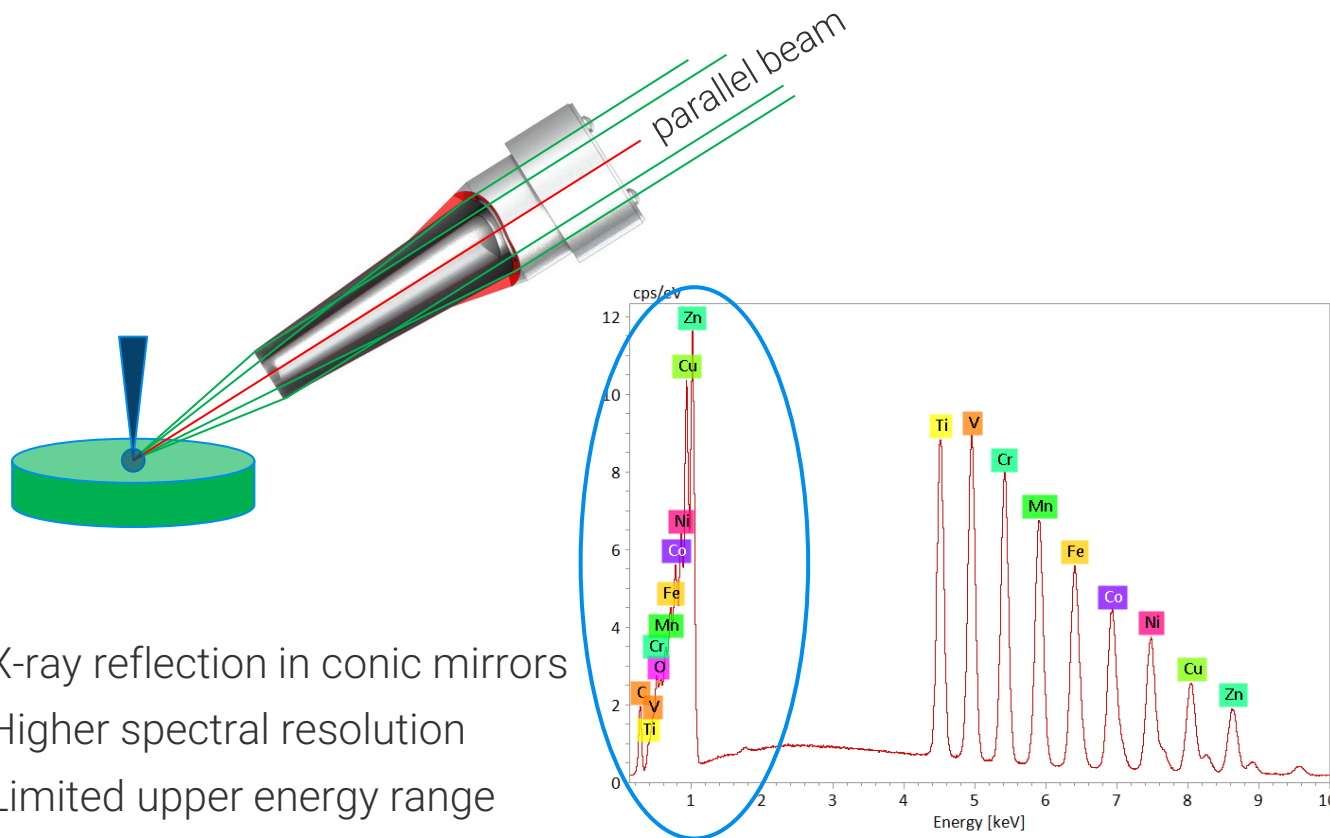 parallel beam
cps/eV
12
10
8
6
4
2
0
Zn
Cu
Ni
Co
Fe
Mn
Cr
O
C
V
Ti
Ti
V
Cr
Mn
Fe
Co
Ni
Cu
Zn
1 2 3 4 5 6 7 8 9 10
Energy [keV]
X-ray reflection in conic mirrors
Higher spectral resolution
Limited upper energy range